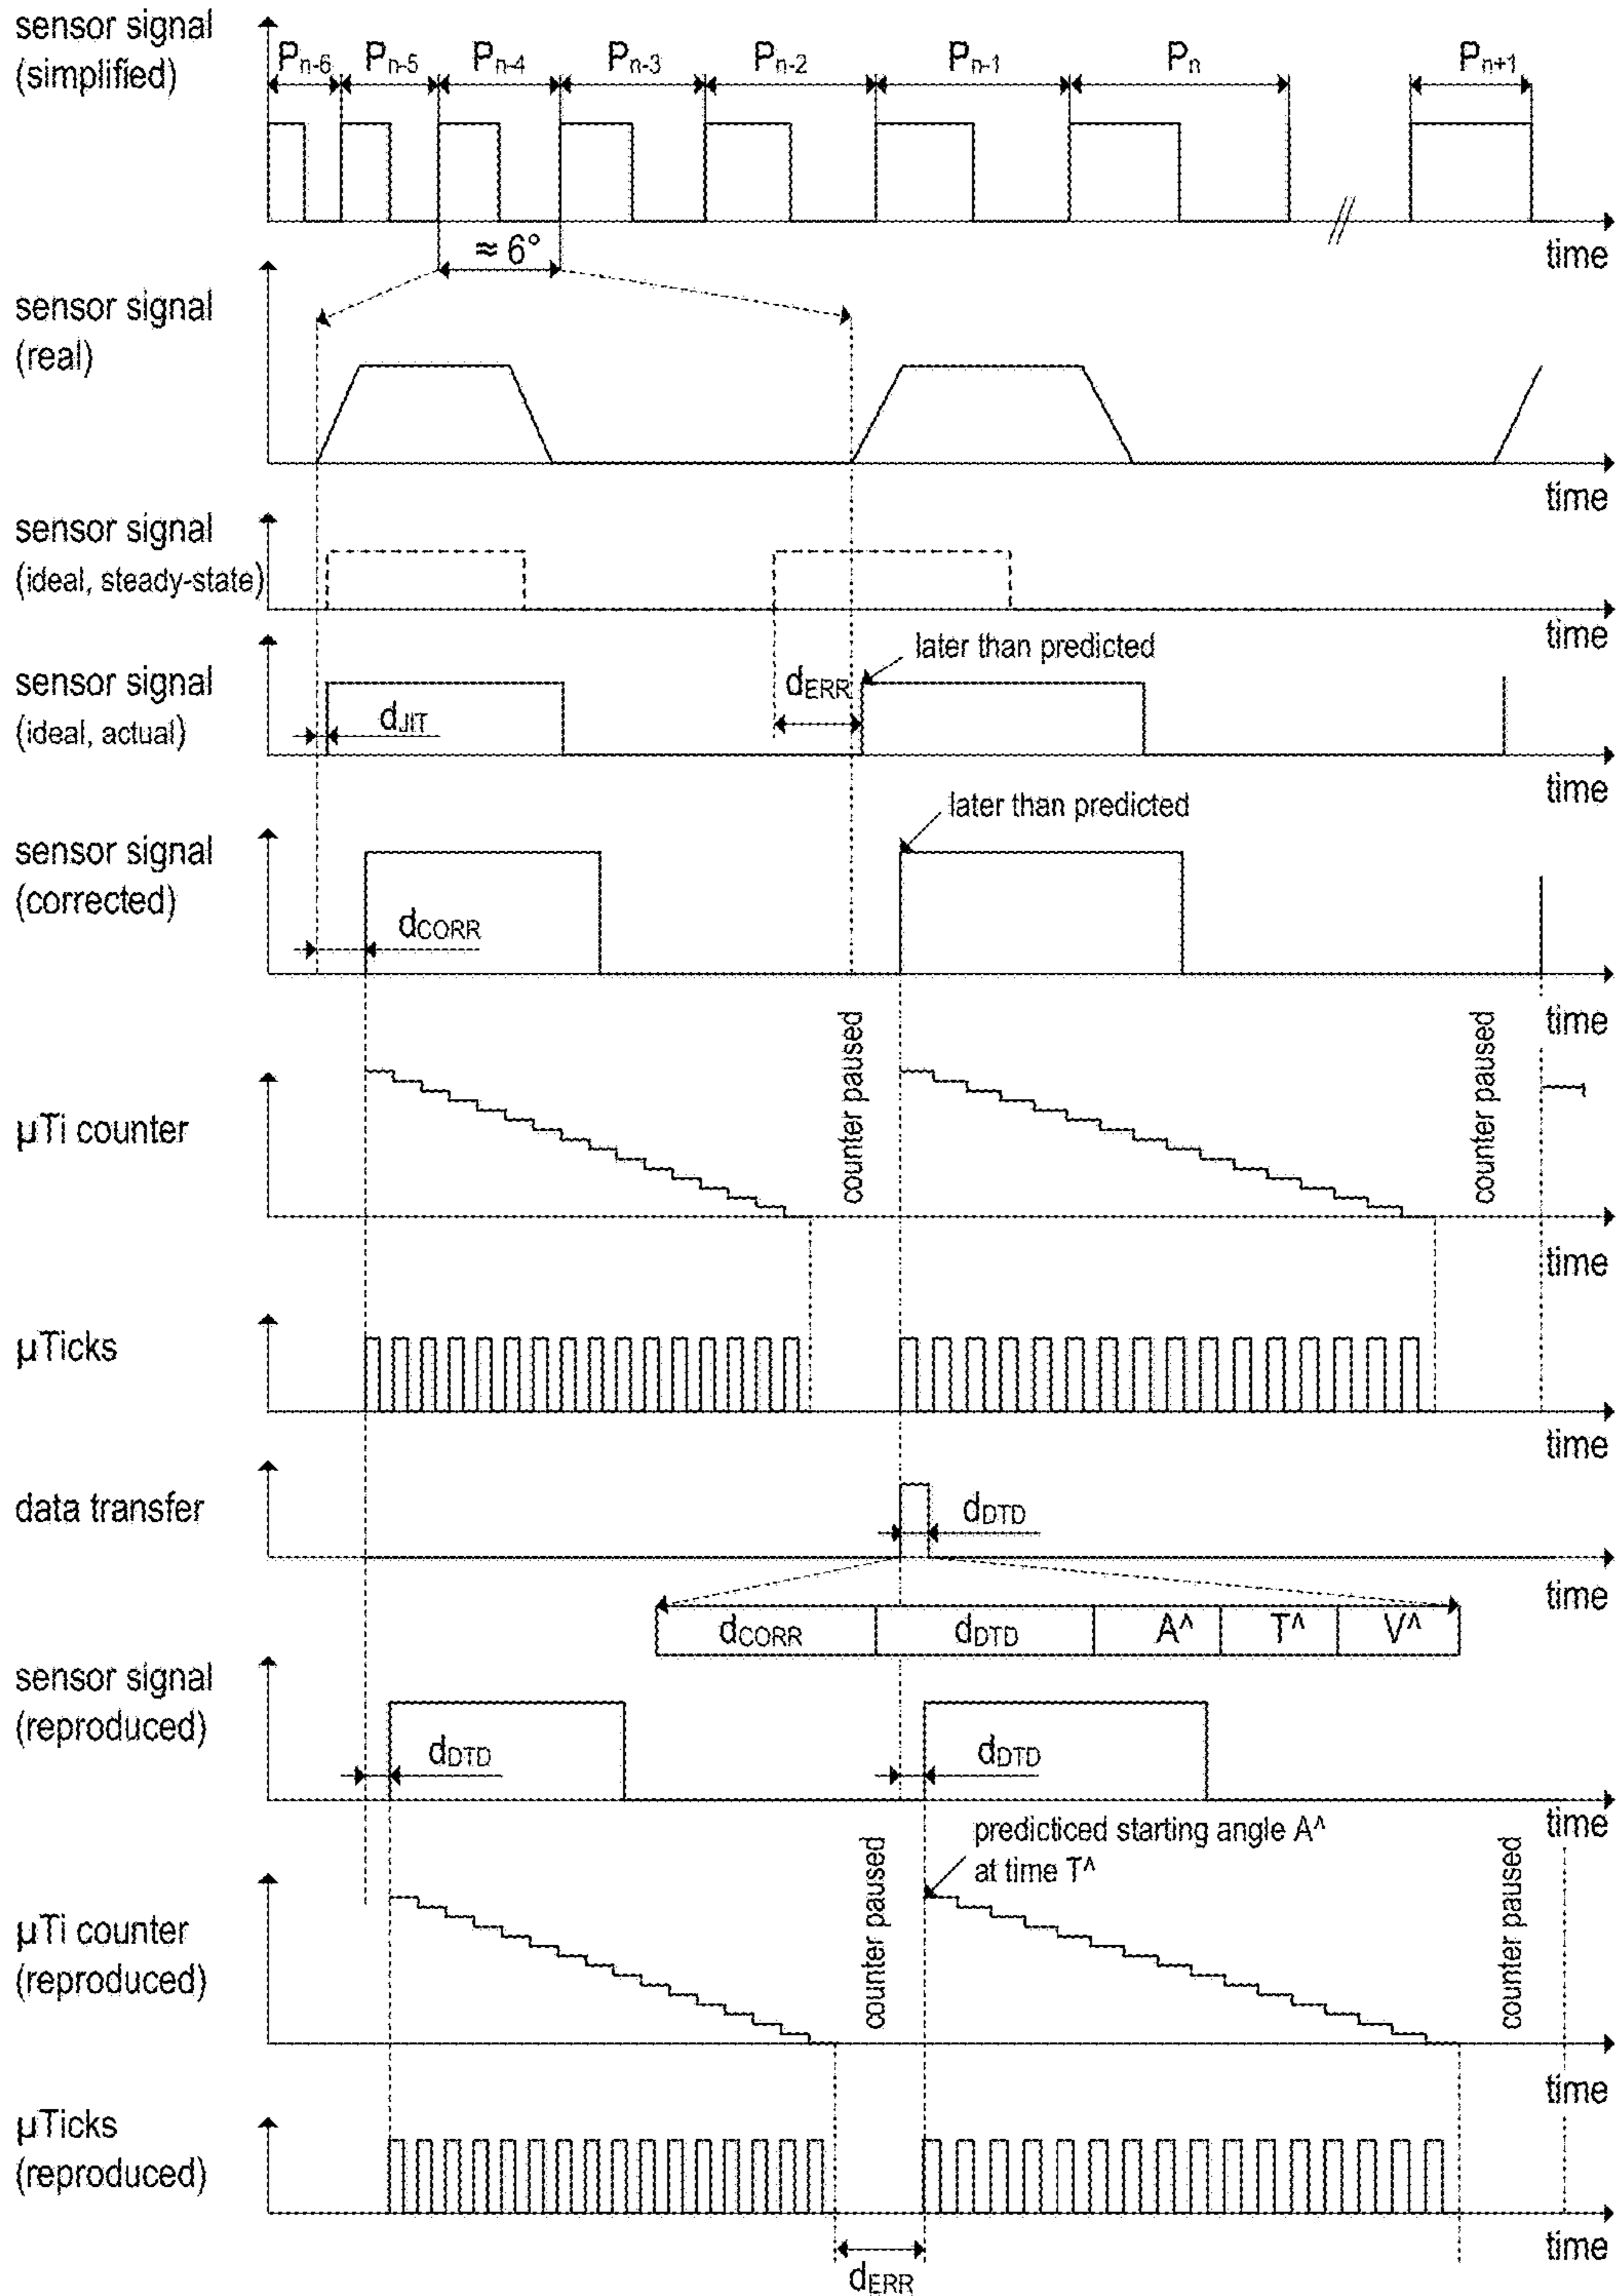 sensor signal
(simplified)
Pn-6 Pn-5 Pn-4 Pn-3 Pn-2 Pn-1 Pn Pn+1
≈ 6°
time
sensor signal
(real)
time
sensor signal
(ideal, steady-state)
time
sensor signal
(ideal, actual)
dJIT
dERR
later than predicted
time
sensor signal
(corrected)
dCORR
later than predicted
time
µTi counter
counter paused
counter paused
time
µTicks
time
data transfer
dDTD
time
dCORR dDTD A^ T^ V^
sensor signal
(reproduced)
dDTD
dDTD
time
µTi counter
(reproduced)
counter paused
predicticed starting angle A^
at time T^
counter paused
time
µTicks
(reproduced)
time
dERR